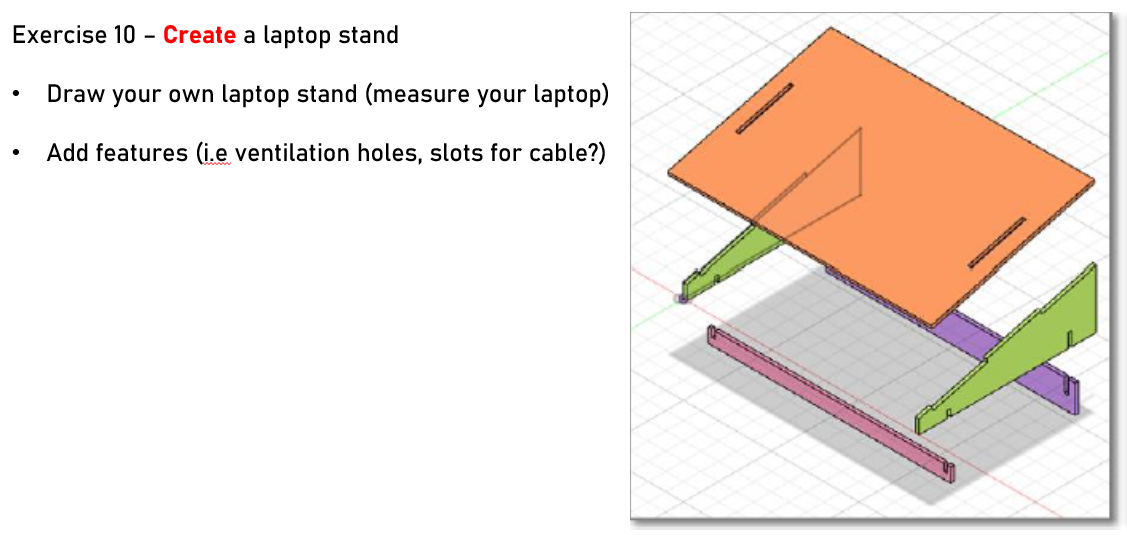 Exercise 10 – Create a laptop stand
• Draw your own laptop stand (measure your laptop)
• Add features (i.e ventilation holes, slots for cable?)